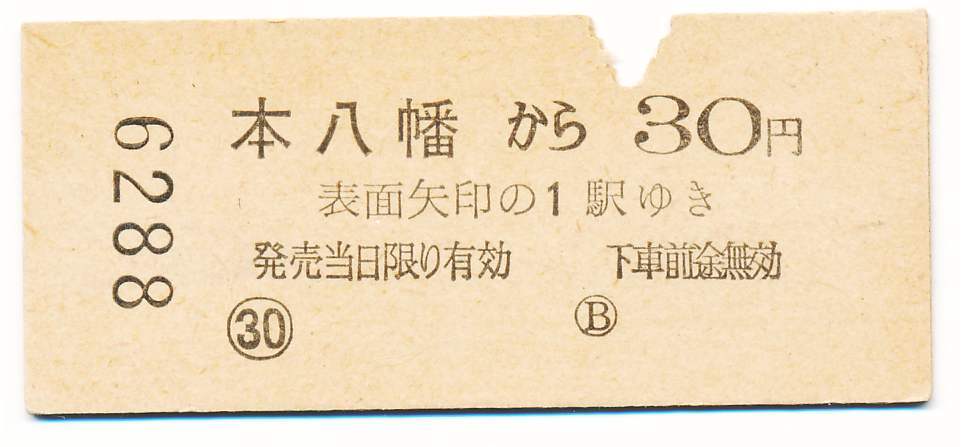 6288
本八幡 から 30円
表面矢印の1駅ゆき
発売当日限り有効 下車前途無効
㉚ Ⓑ